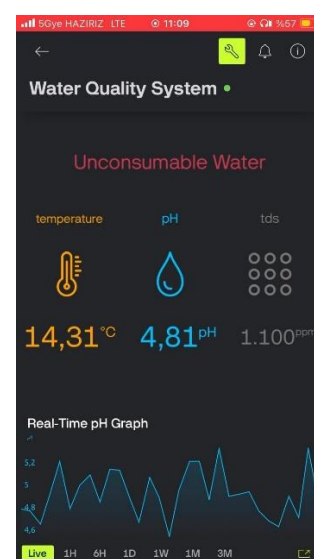 5Gye HAZIRIZ LTE 11:09 %57
Water Quality System
Unconsumable Water
temperature pH tds
14,31°C 4,81pH 1.100ppm
Real-Time pH Graph
5,2
5
4,8
4,6
Live 1H 6H 1D 1W 1M 3M